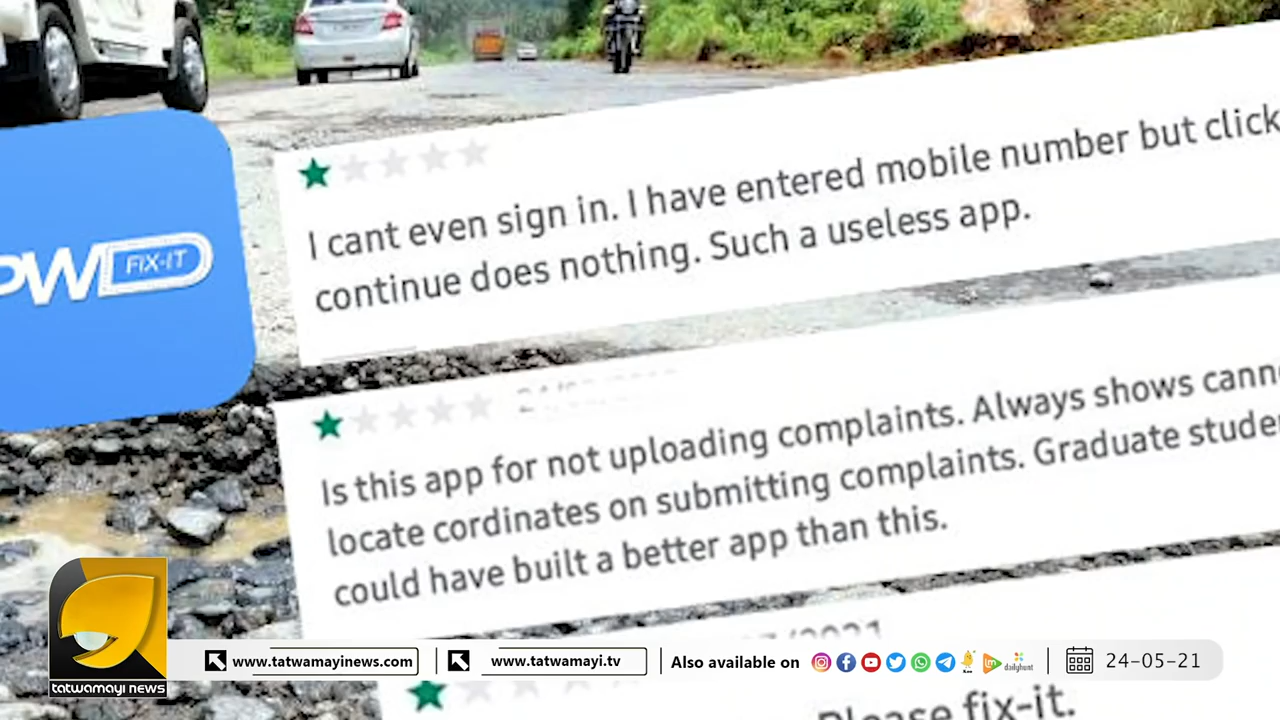 PWD FIX-IT
I cant even sign in. I have entered mobile number but click
continue does nothing. Such a useless app.
Is this app for not uploading complaints. Always shows
locate cordinates on submitting complaints. Graduate
could have built a better app than this.
/2021
Please fix-it.
tatwamayi news
www.tatwamayinews.com
www.tatwamayi.tv
Also available on
dailyhunt
24-05-21